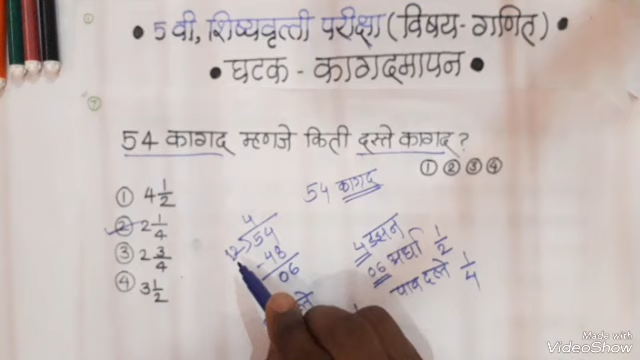 • 5 वी, शिष्यवृत्ती परीक्षा (विषय - गणित) •
• घटक - कागदमापन •
७
54 कागद म्हणजे किती दस्ते कागद ?
① ② ③ ④
① 4 1/2
② 2 1/4
③ 2 3/4
④ 3 1/2
54 कागद
4
12 ) 54
- 48
06
4 डझन
06 अर्धा 1/2
पाव दस्ते 1/4
Made with
VideoShow